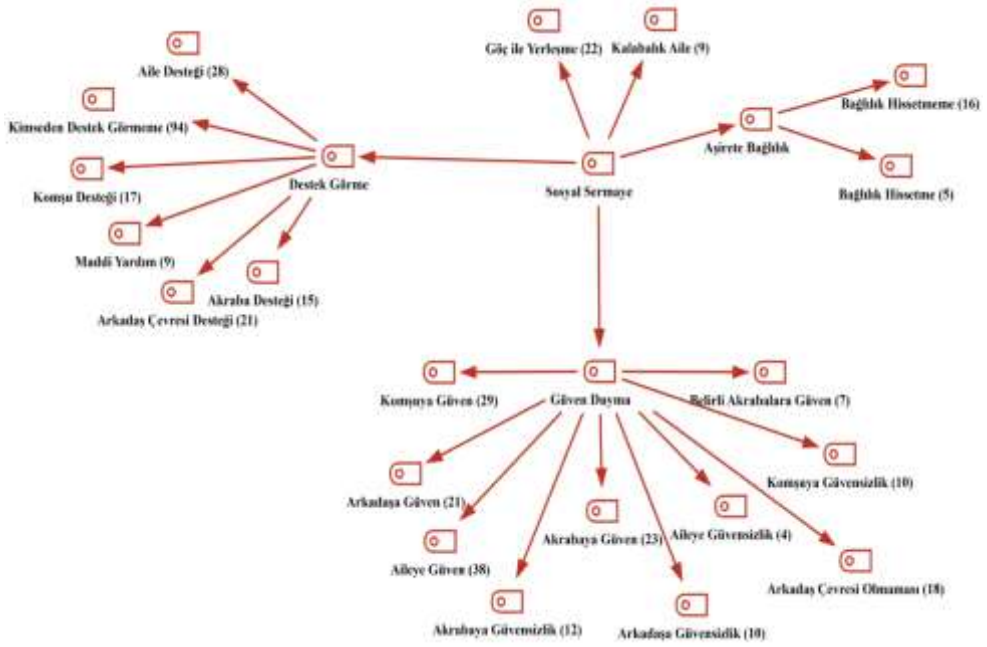 Göç ile Yerleşme (22)
Kalabalık Aile (9)
Aile Desteği (28)
Bağlılık Hissetmeme (16)
Kimseden Destek Görmeme (94)
Aşirete Bağlılık
Destek Görme
Sosyal Sermaye
Bağlılık Hissetme (5)
Komşu Desteği (17)
Maddi Yardım (9)
Akraba Desteği (15)
Arkadaş Çevresi Desteği (21)
Komşuya Güven (29)
Güven Duyma
Belirli Akrabalara Güven (7)
Komşuya Güvensizlik (10)
Arkadaşa Güven (21)
Akrabaya Güven (23)
Aileye Güvensizlik (4)
Aileye Güven (38)
Arkadaş Çevresi Olmaması (18)
Akrabaya Güvensizlik (12)
Arkadaşa Güvensizlik (10)